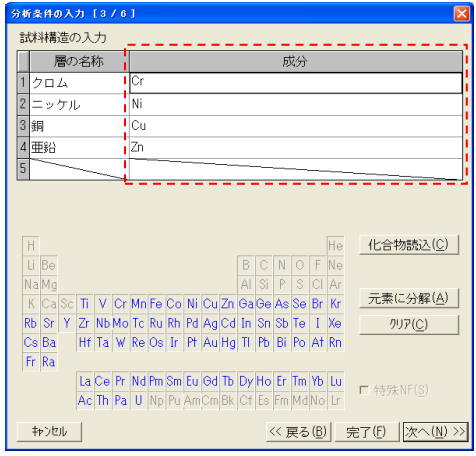 分析条件の入力 [3/6]
試料構造の入力
層の名称 成分
1 クロム Cr
2 ニッケル Ni
3 銅 Cu
4 亜鉛 Zn
5
H He 化合物読込(C)
Li Be B C N O F Ne
Na Mg Al Si P S Cl Ar
K Ca Sc Ti V Cr Mn Fe Co Ni Cu Zn Ga Ge As Se Br Kr 元素に分解(A)
Rb Sr Y Zr Nb Mo Tc Ru Rh Pd Ag Cd In Sn Sb Te I Xe クリア(C)
Cs Ba Hf Ta W Re Os Ir Pt Au Hg Tl Pb Bi Po At Rn
Fr Ra
La Ce Pr Nd Pm Sm Eu Gd Tb Dy Ho Er Tm Yb Lu 特殊NF(S)
Ac Th Pa U Np Pu Am Cm Bk Cf Es Fm Md No Lr
キャンセル << 戻る(B) 完了(F) 次へ(N) >>